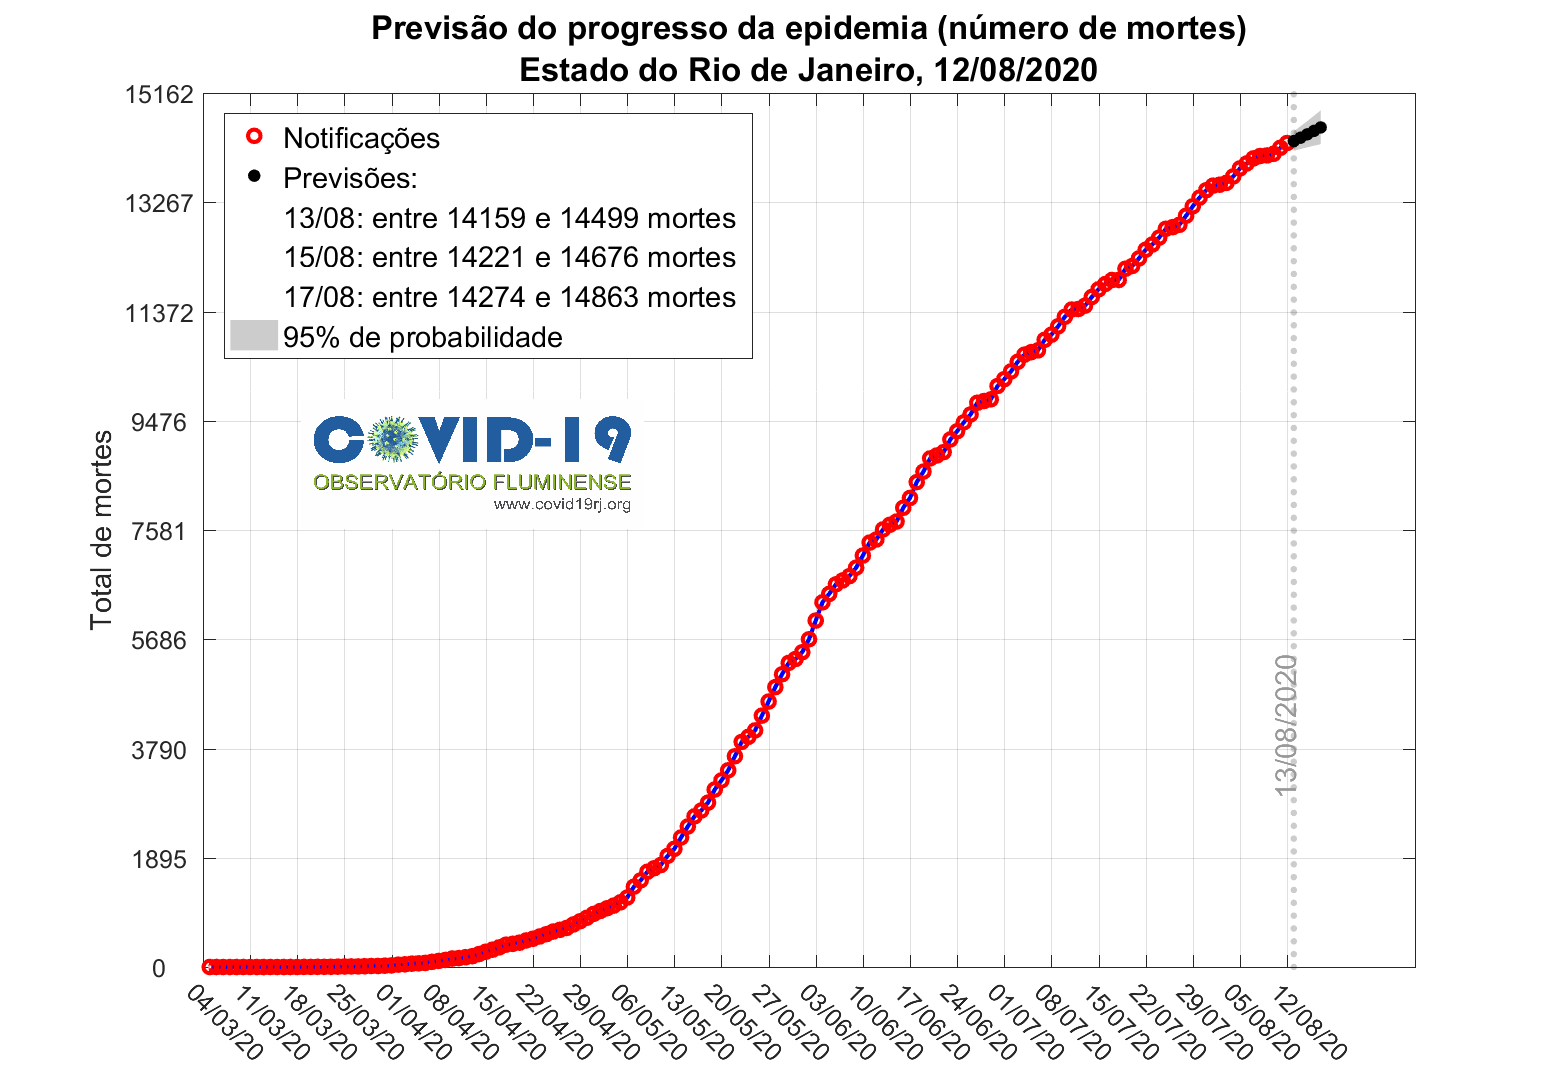 Previsão do progresso da epidemia (número de mortes)
Estado do Rio de Janeiro, 12/08/2020
15162
13267
11372
9476
7581
5686
3790
1895
0
Total de mortes
Notificações
Previsões:
13/08: entre 14159 e 14499 mortes
15/08: entre 14221 e 14676 mortes
17/08: entre 14274 e 14863 mortes
95% de probabilidade
COVID-19
OBSERVATÓRIO FLUMINENSE
www.covid19rj.org
13/08/2020
04/03/20
11/03/20
18/03/20
25/03/20
01/04/20
08/04/20
15/04/20
22/04/20
29/04/20
06/05/20
13/05/20
20/05/20
27/05/20
03/06/20
10/06/20
17/06/20
24/06/20
01/07/20
08/07/20
15/07/20
22/07/20
29/07/20
05/08/20
12/08/20